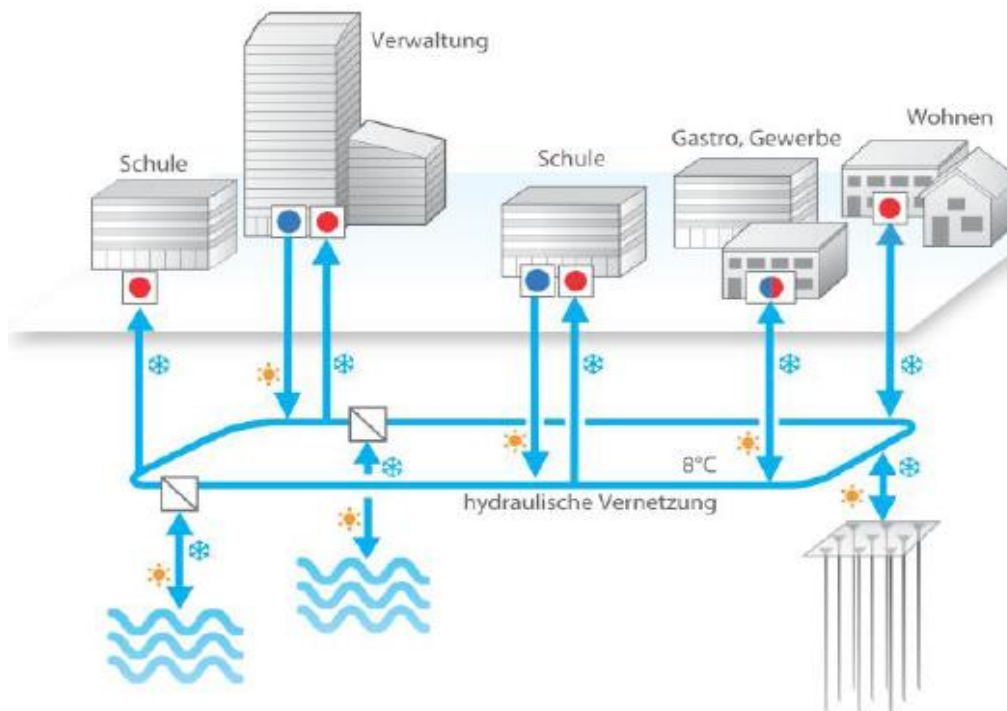 Verwaltung
Schule
Schule
Gastro, Gewerbe
Wohnen
8°C
hydraulische Vernetzung